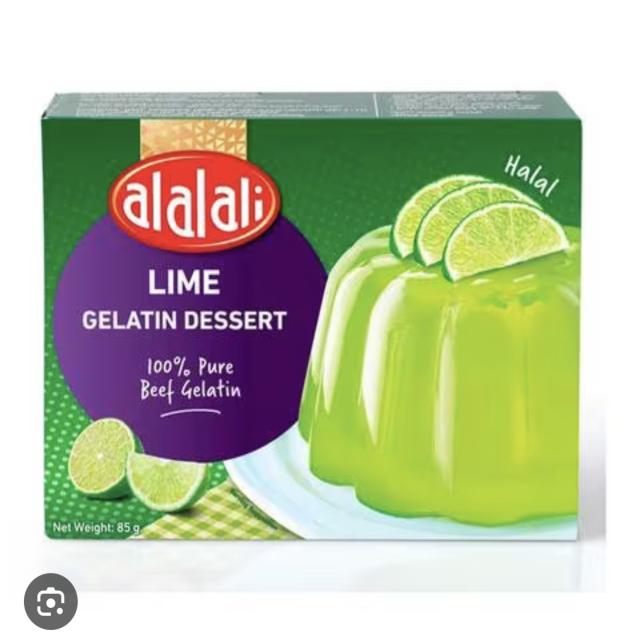 Halal
alalali
LIME
GELATIN DESSERT
100% Pure
Beef Gelatin
Net Weight: 85 g